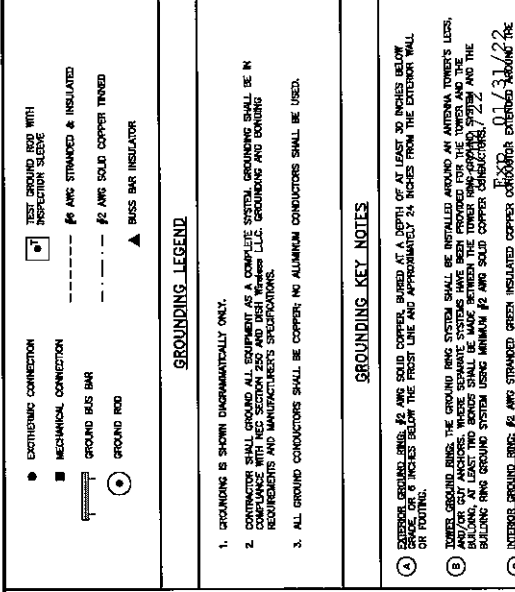 EXOTHERMIC CONNECTION
MECHANICAL CONNECTION
GROUND BUS BAR
GROUND ROD
T
TEST GROUND ROD WITH
INSPECTION SLEEVE
#6 AWG STRANDED & INSULATED
#2 AWG SOLID COPPER TINNED
BUSS BAR INSULATOR
GROUNDING LEGEND
1. GROUNDING IS SHOWN DIAGRAMMATICALLY ONLY.
2. CONTRACTOR SHALL GROUND ALL EQUIPMENT AS A COMPLETE SYSTEM. GROUNDING SHALL BE IN
COMPLIANCE WITH NEC SECTION 250 AND DISH Wireless L.L.C. GROUNDING AND BONDING
REQUIREMENTS AND MANUFACTURER'S SPECIFICATIONS.
3. ALL GROUND CONDUCTORS SHALL BE COPPER; NO ALUMINUM CONDUCTORS SHALL BE USED.
GROUNDING KEY NOTES
A EXTERIOR GROUND RING: #2 AWG SOLID COPPER, BURIED AT A DEPTH OF AT LEAST 30 INCHES BELOW
GRADE, OR 6 INCHES BELOW THE FROST LINE AND APPROXIMATELY 24 INCHES FROM THE EXTERIOR WALL
OR FOOTING.
B TOWER GROUND RING: THE GROUND RING SYSTEM SHALL BE INSTALLED AROUND AN ANTENNA TOWER'S LEGS,
AND/OR GUY ANCHORS. WHERE SEPARATE SYSTEMS HAVE BEEN PROVIDED FOR THE TOWER AND THE
BUILDING, AT LEAST TWO BONDS SHALL BE MADE BETWEEN THE TOWER RING GROUND SYSTEM AND THE
BUILDING RING GROUND SYSTEM USING MINIMUM #2 AWG SOLID COPPER CONDUCTORS.
/22
Exp 01/31/22
INTERIOR GROUND RING: #2 AWG STRANDED GREEN INSULATED COPPER CONDUCTOR EXTENDED AROUND THE